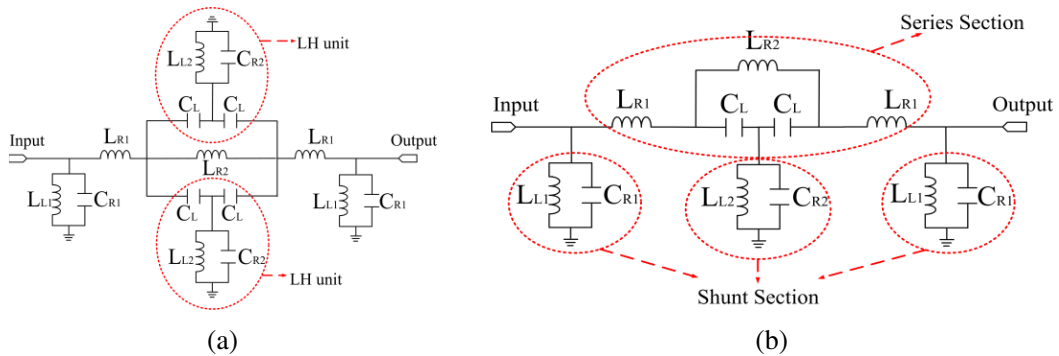 LH unit
LL2 CR2
CL CL
Input LR1 LR1 Output
LR2
LL1 CR1 LL1 CR1
CL CL
LL2 CR2
LH unit
(a)
Series Section
LR2
Input Output
LR1 CL CL LR1
LL1 CR1 LL2 CR2 LL1 CR1
Shunt Section
(b)